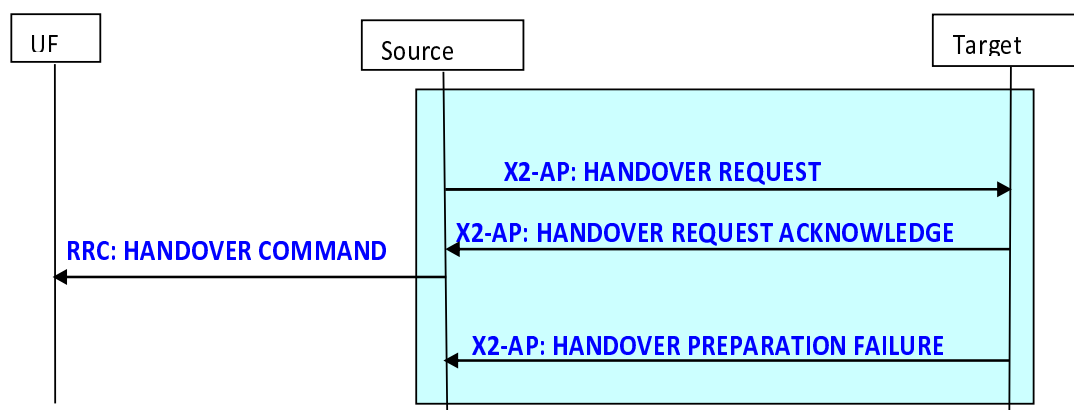 UE
Source
Target
X2-AP: HANDOVER REQUEST
X2-AP: HANDOVER REQUEST ACKNOWLEDGE
RRC: HANDOVER COMMAND
X2-AP: HANDOVER PREPARATION FAILURE